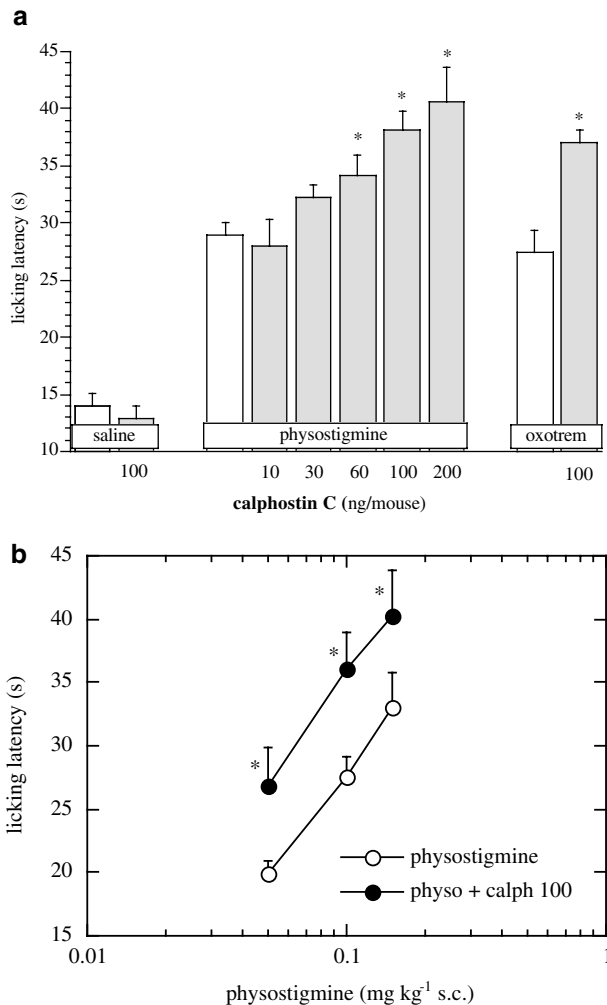 a
45
40
35
30
25
20
15
10
licking latency (s)
* * * *
saline physostigmine oxotrem
100 10 30 60 100 200 100
calphostin C (ng/mouse)
b
45
40
35
30
25
20
15
licking latency (s)
* * *
physostigmine
physo + calph 100
0.01 0.1 1
physostigmine (mg kg⁻¹ s.c.)